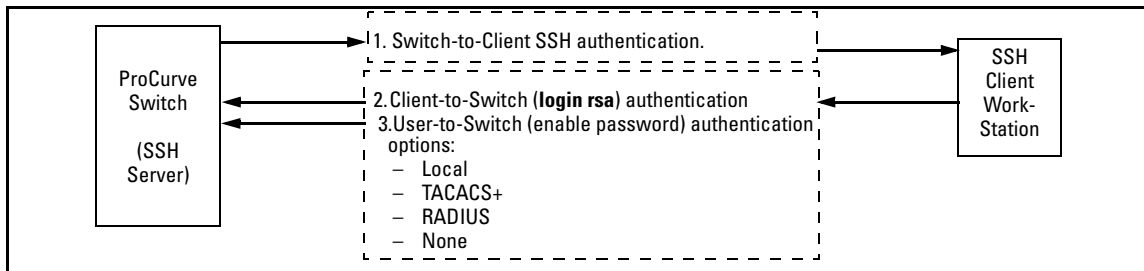 ProCurve
Switch
(SSH
Server)
1. Switch-to-Client SSH authentication.
2.Client-to-Switch (login rsa) authentication
3.User-to-Switch (enable password) authentication
options:
– Local
– TACACS+
– RADIUS
– None
SSH
Client
Work-
Station